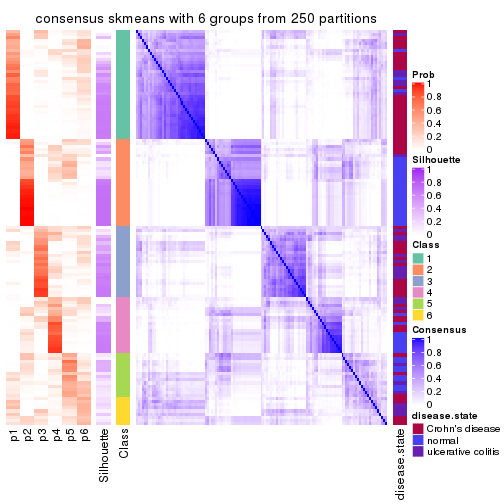 consensus skmeans with 6 groups from 250 partitions
Prob
1
0.8
0.6
0.4
0.2
0
Silhouette
1
0.8
0.6
0.4
0.2
0
Class
1
2
3
4
5
6
Consensus
1
0.8
0.6
0.4
0.2
0
disease.state
Crohn's disease
normal
ulcerative colitis
p1
p2
p3
p4
p5
p6
Silhouette
Class
disease.state